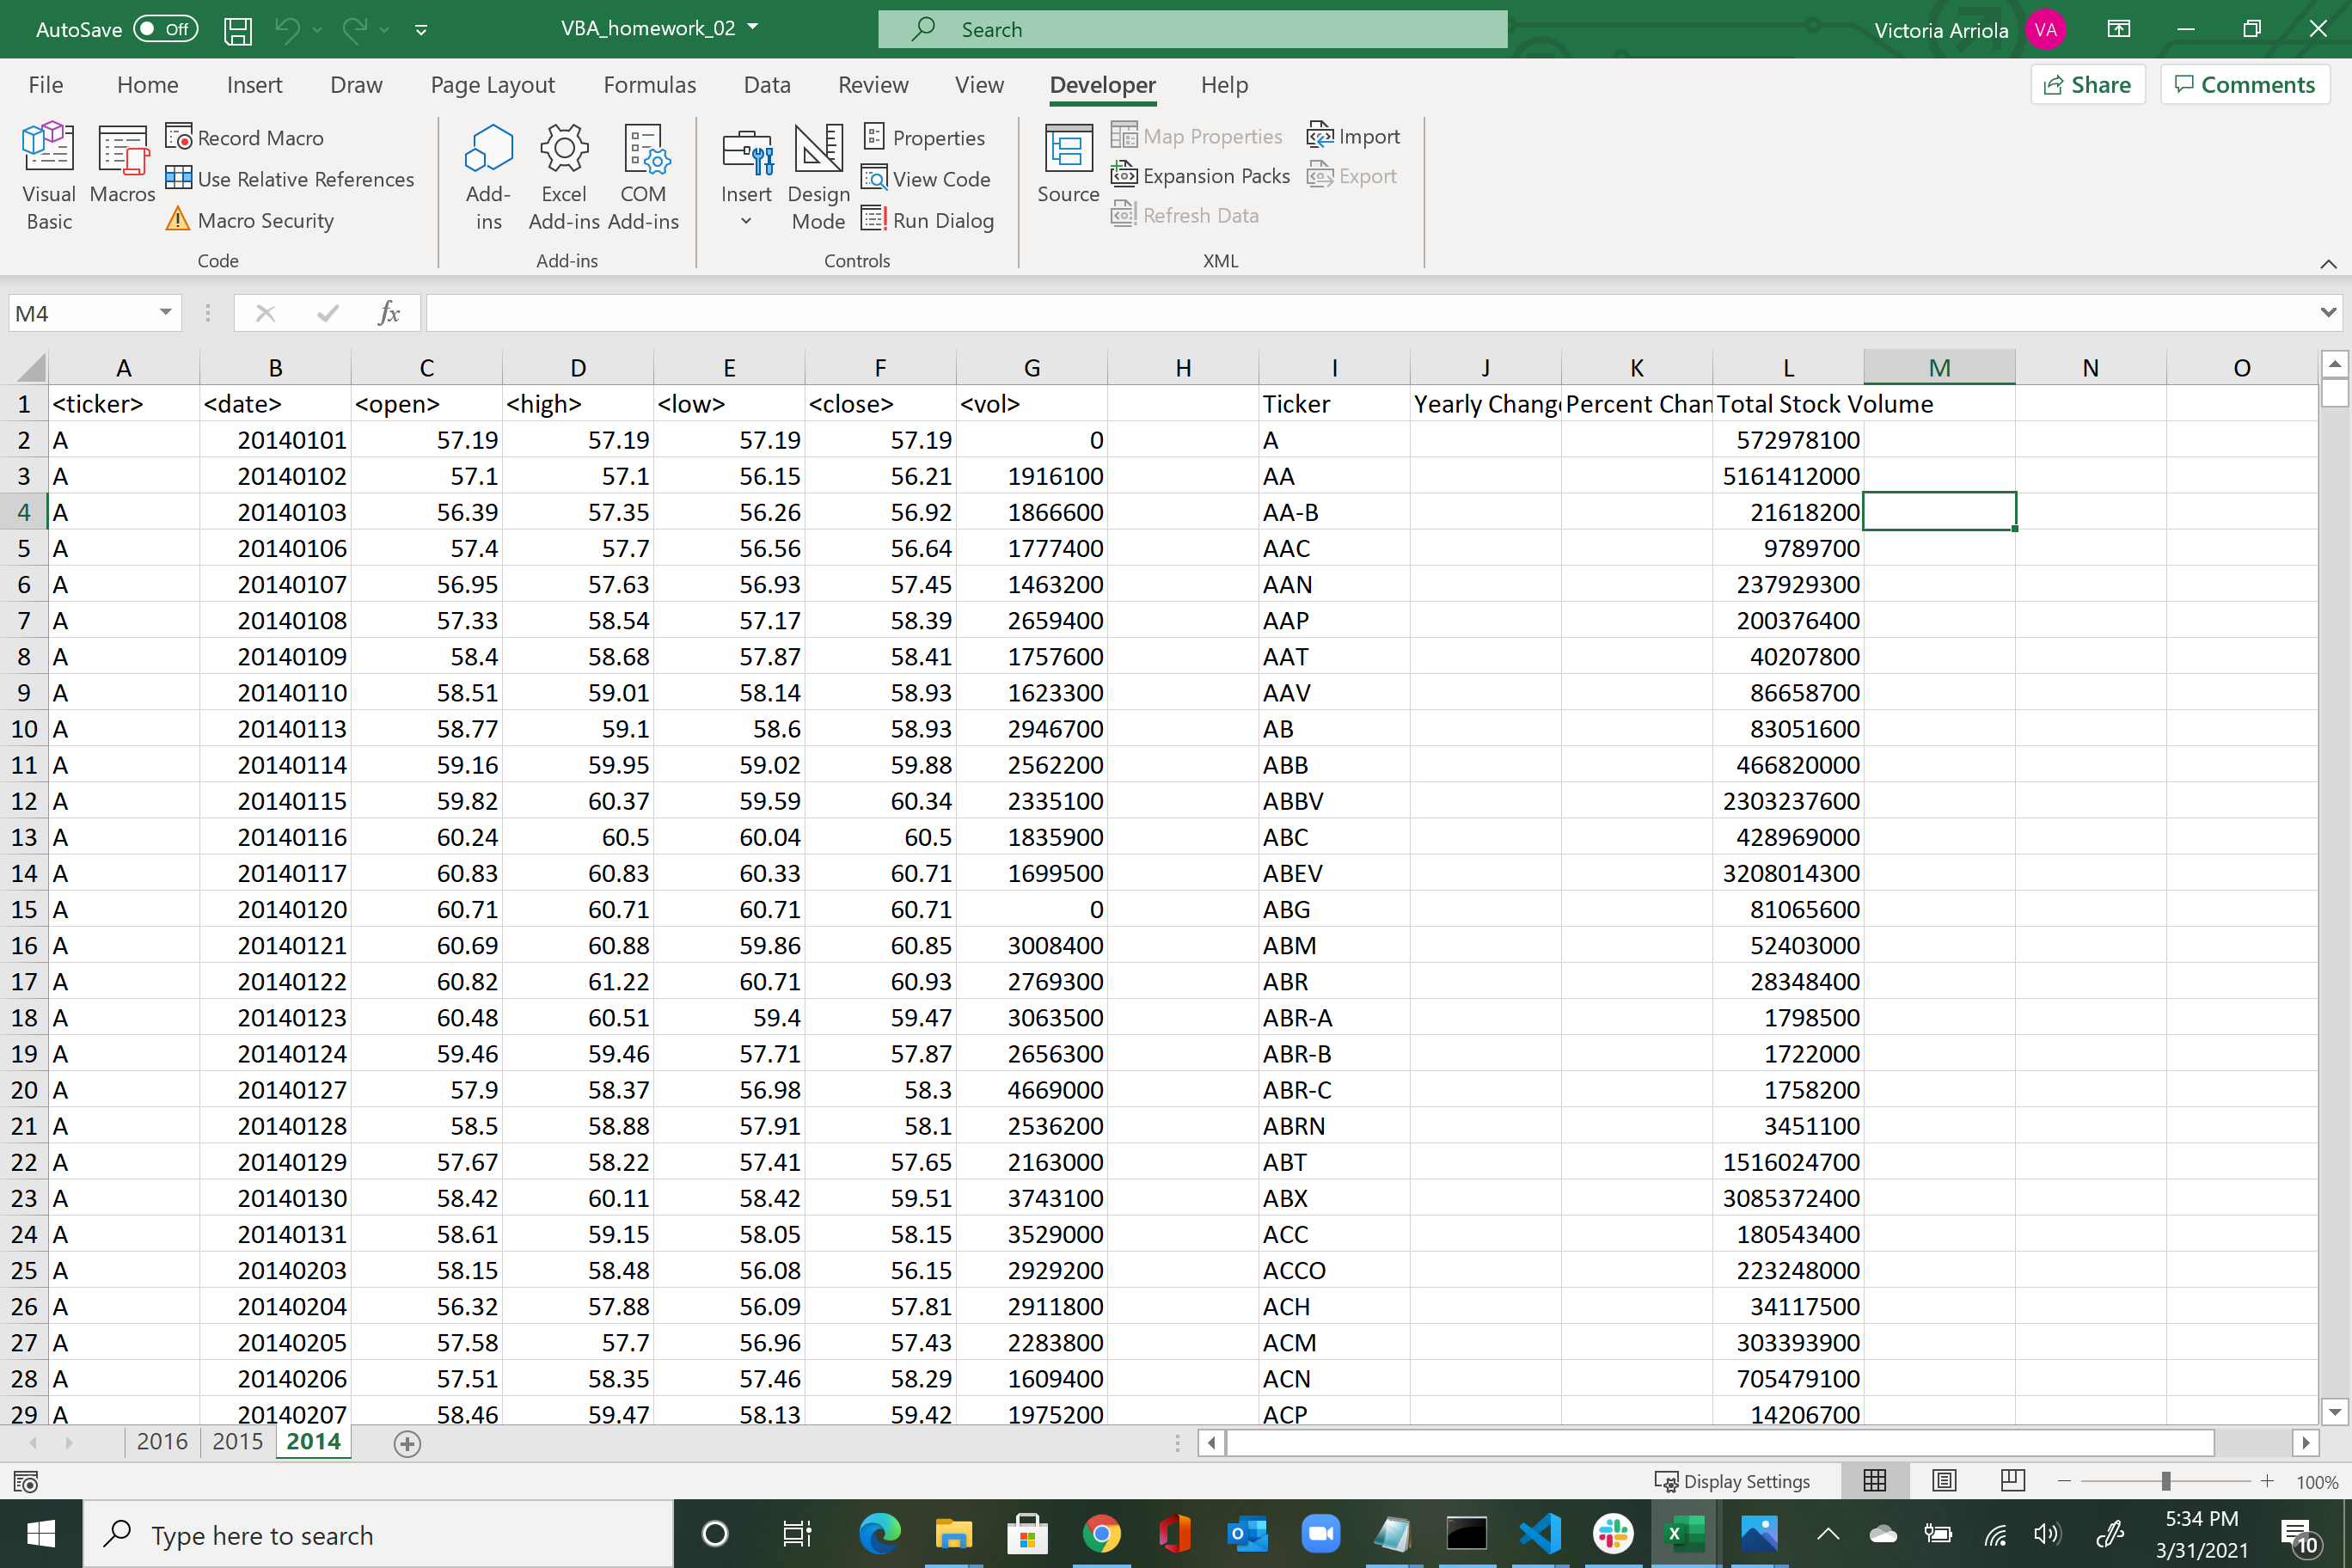 AutoSave Off VBA_homework_02 Search Victoria Arriola VA
File Home Insert Draw Page Layout Formulas Data Review View Developer Help Share Comments
Visual Basic
Macros
Record Macro
Use Relative References
Macro Security
Code
Add-ins
Excel Add-ins
COM Add-ins
Add-ins
Insert
Design Mode
Properties
View Code
Run Dialog
Controls
Source
Map Properties
Expansion Packs
Refresh Data
Import
Export
XML
M4 fx
A B C D E F G H I J K L M N O
1 <ticker> <date> <open> <high> <low> <close> <vol> Ticker Yearly Chang Percent Chan Total Stock Volume
2 A 20140101 57.19 57.19 57.19 57.19 0 A 572978100
3 A 20140102 57.1 57.1 56.15 56.21 1916100 AA 5161412000
4 A 20140103 56.39 57.35 56.26 56.92 1866600 AA-B 21618200
5 A 20140106 57.4 57.7 56.56 56.64 1777400 AAC 9789700
6 A 20140107 56.95 57.63 56.93 57.45 1463200 AAN 237929300
7 A 20140108 57.33 58.54 57.17 58.39 2659400 AAP 200376400
8 A 20140109 58.4 58.68 57.87 58.41 1757600 AAT 40207800
9 A 20140110 58.51 59.01 58.14 58.93 1623300 AAV 86658700
10 A 20140113 58.77 59.1 58.6 58.93 2946700 AB 83051600
11 A 20140114 59.16 59.95 59.02 59.88 2562200 ABB 466820000
12 A 20140115 59.82 60.37 59.59 60.34 2335100 ABBV 2303237600
13 A 20140116 60.24 60.5 60.04 60.5 1835900 ABC 428969000
14 A 20140117 60.83 60.83 60.33 60.71 1699500 ABEV 3208014300
15 A 20140120 60.71 60.71 60.71 60.71 0 ABG 81065600
16 A 20140121 60.69 60.88 59.86 60.85 3008400 ABM 52403000
17 A 20140122 60.82 61.22 60.71 60.93 2769300 ABR 28348400
18 A 20140123 60.48 60.51 59.4 59.47 3063500 ABR-A 1798500
19 A 20140124 59.46 59.46 57.71 57.87 2656300 ABR-B 1722000
20 A 20140127 57.9 58.37 56.98 58.3 4669000 ABR-C 1758200
21 A 20140128 58.5 58.88 57.91 58.1 2536200 ABRN 3451100
22 A 20140129 57.67 58.22 57.41 57.65 2163000 ABT 1516024700
23 A 20140130 58.42 60.11 58.42 59.51 3743100 ABX 3085372400
24 A 20140131 58.61 59.15 58.05 58.15 3529000 ACC 180543400
25 A 20140203 58.15 58.48 56.08 56.15 2929200 ACCO 223248000
26 A 20140204 56.32 57.88 56.09 57.81 2911800 ACH 34117500
27 A 20140205 57.58 57.7 56.96 57.43 2283800 ACM 303393900
28 A 20140206 57.51 58.35 57.46 58.29 1609400 ACN 705479100
29 A 20140207 58.46 59.47 58.13 59.42 1975200 ACP 14206700
2016 2015 2014
Display Settings 100%
Type here to search
5:34 PM
3/31/2021
10